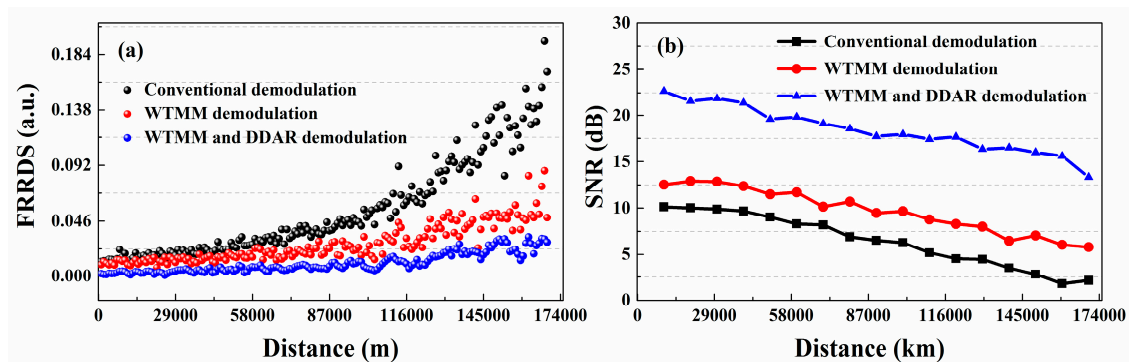 (a)
FRRDS (a.u.)
0.184
0.138
0.092
0.046
0.000
Conventional demodulation
WTMM demodulation
WTMM and DDAR demodulation
0 29000 58000 87000 116000 145000 174000
Distance (m)
(b)
SNR (dB)
30
25
20
15
10
5
0
Conventional demodulation
WTMM demodulation
WTMM and DDAR demodulation
0 29000 58000 87000 116000 145000 174000
Distance (km)